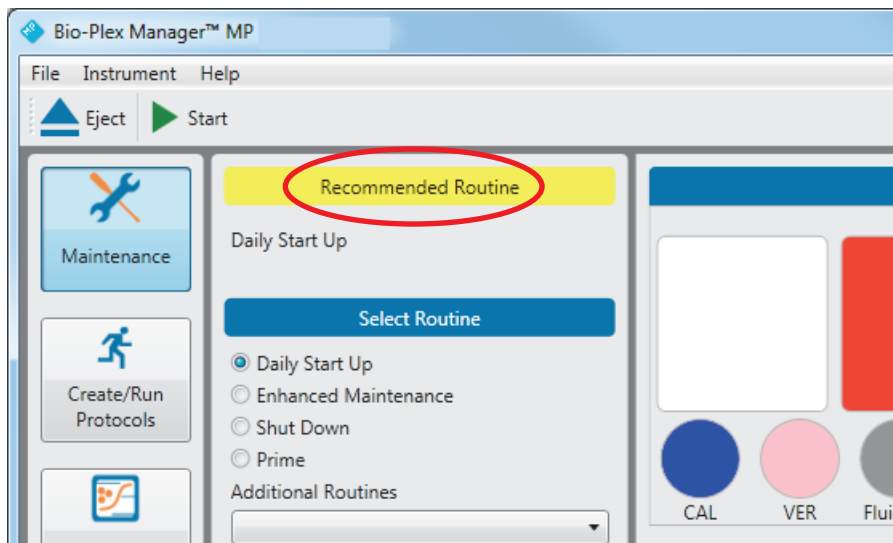 Bio-Plex Manager™ MP
File Instrument Help
Eject Start
Maintenance
Create/Run
Protocols
Recommended Routine
Daily Start Up
Select Routine
Daily Start Up
Enhanced Maintenance
Shut Down
Prime
Additional Routines
CAL VER